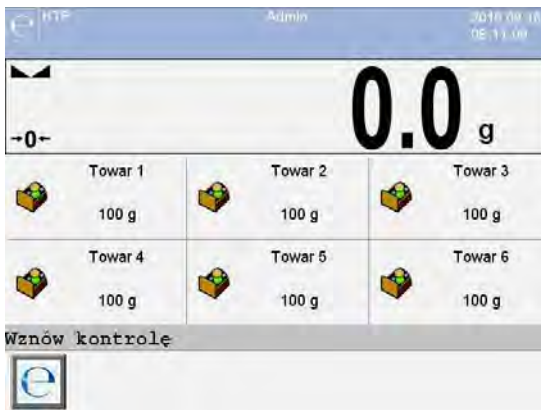 HTP Admin
0.0 g
→0←
Towar 1 Towar 2 Towar 3
100 g 100 g 100 g
Towar 4 Towar 5 Towar 6
100 g 100 g 100 g
Wznów kontrolę
e